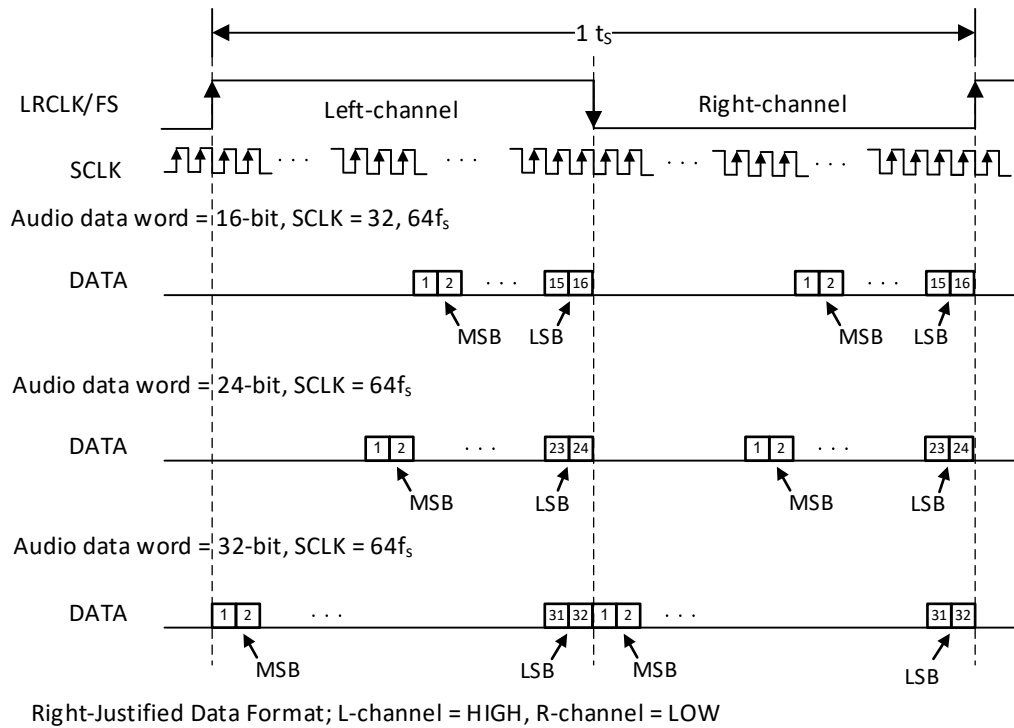 1 tS
LRCLK/FS
Left-channel
Right-channel
SCLK
. . .
. . .
. . .
. . .
Audio data word = 16-bit, SCLK = 32, 64fs
DATA
1 2 . . . 15 16 1 2 . . . 15 16
MSB LSB MSB LSB
Audio data word = 24-bit, SCLK = 64fs
DATA
1 2 . . . 23 24 1 2 . . . 23 24
MSB LSB MSB LSB
Audio data word = 32-bit, SCLK = 64fs
DATA
1 2 . . . 31 32 1 2 . . . 31 32
MSB LSB MSB LSB
Right-Justified Data Format; L-channel = HIGH, R-channel = LOW